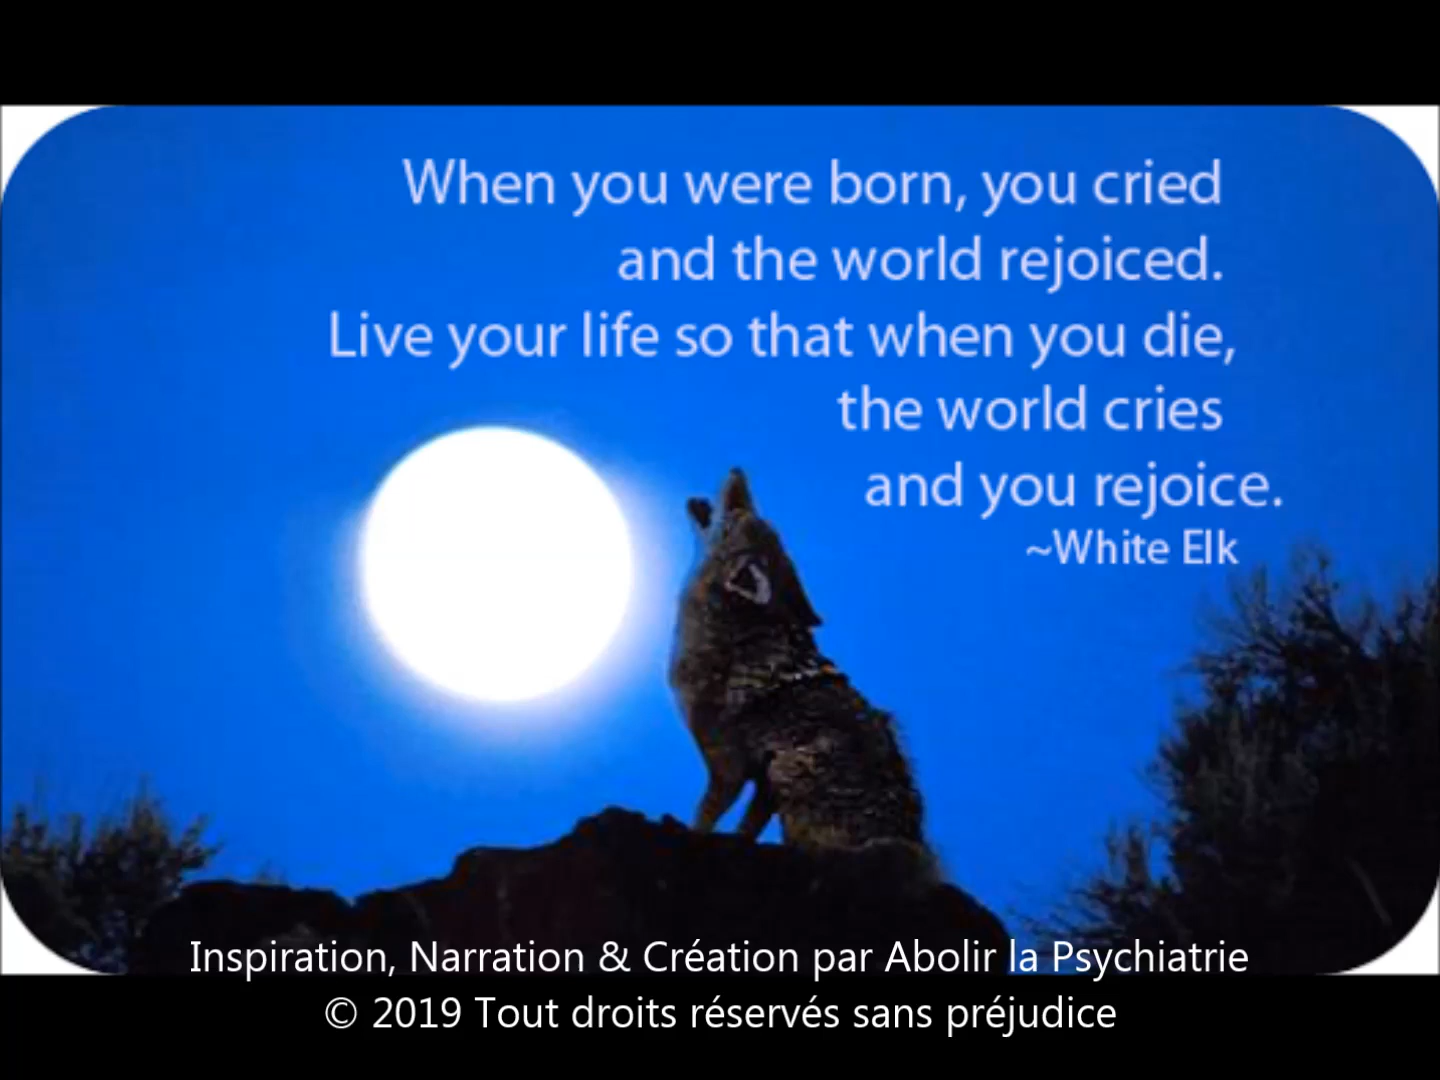 When you were born, you cried
and the world rejoiced.
Live your life so that when you die,
the world cries
and you rejoice.
~White Elk
Inspiration, Narration & Création par Abolir la Psychiatrie
© 2019 Tout droits réservés sans préjudice